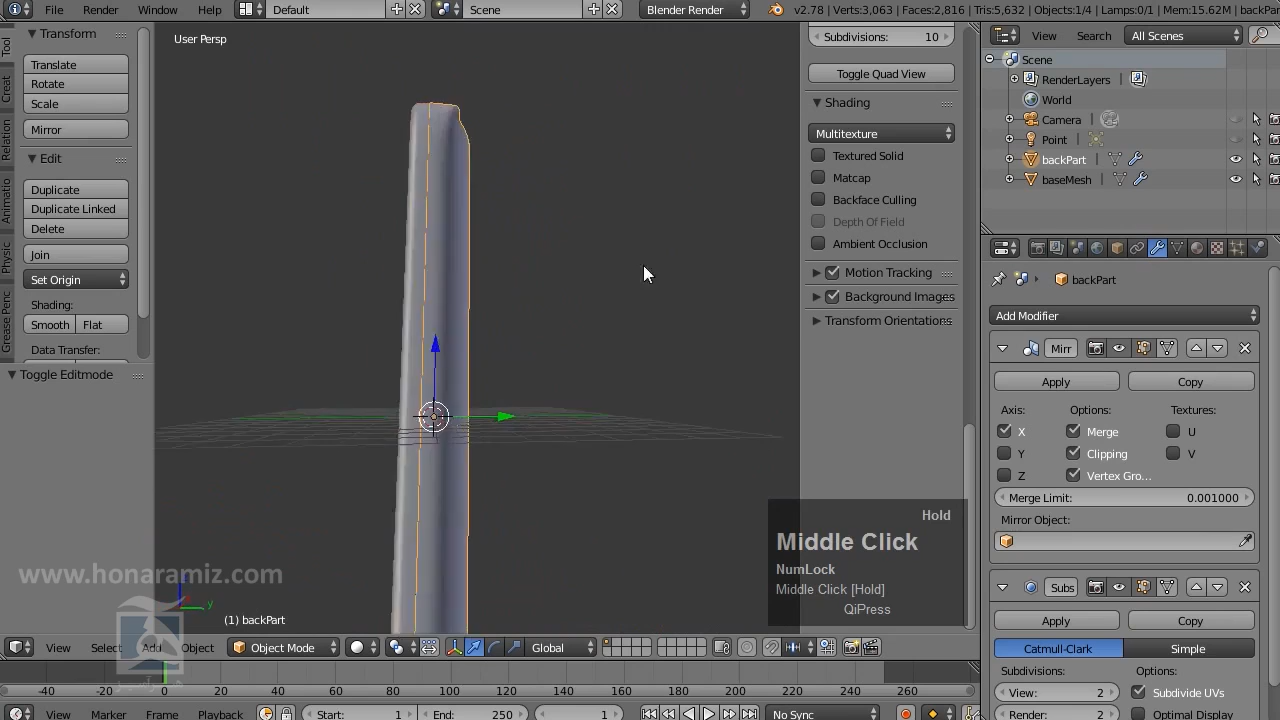 File Render Window Help Default Scene Blender Render v2.78 | Verts:3,063 | Faces:2,816 | Tris:5,632 | Objects:1/4 | Lamps:0/1 | Mem:15.62M | backPar
Tool
Creat
Relation
Animatio
Physic
Grease Penc
Transform
Translate
Rotate
Scale
Mirror
Edit
Duplicate
Duplicate Linked
Delete
Join
Set Origin
Shading:
Smooth Flat
Data Transfer:
Toggle Editmode
User Persp
(1) backPart
y
Subdivisions: 10
Toggle Quad View
Shading
Multitexture
Textured Solid
Matcap
Backface Culling
Depth Of Field
Ambient Occlusion
Motion Tracking
Background Images
Transform Orientations
Hold
Middle Click
NumLock
Middle Click [Hold]
QiPress
View Search All Scenes
Scene
RenderLayers
World
Camera
Point
backPart
baseMesh
backPart
Add Modifier
Mirr
Apply Copy
Axis: Options: Textures:
X Merge U
Y Clipping V
Z Vertex Gro...
Merge Limit: 0.001000
Mirror Object:
Subs
Apply Copy
Catmull-Clark Simple
Subdivisions: Options:
View: 2 Subdivide UVs
Render: 2 Optimal Display
www.honaramiz.com
View Select Add Object Object Mode Global
-40 -20 0 20 40 60 80 100 120 140 160 180 200 220 240 260
View Marker Frame Playback Start: 1 End: 250 1 No Sync